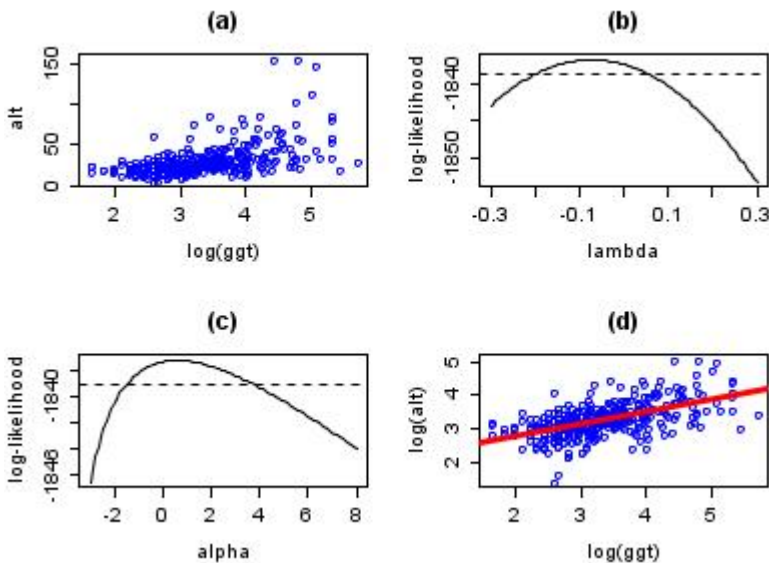 (a)
alt
0
50
150
2
3
4
5
log(ggt)
(b)
log-likelihood
-1850
-1840
-0.3
-0.1
0.1
0.3
lambda
(c)
log-likelihood
-1846
-1840
-2
0
2
4
6
8
alpha
(d)
log(alt)
2
3
4
5
2
3
4
5
log(ggt)